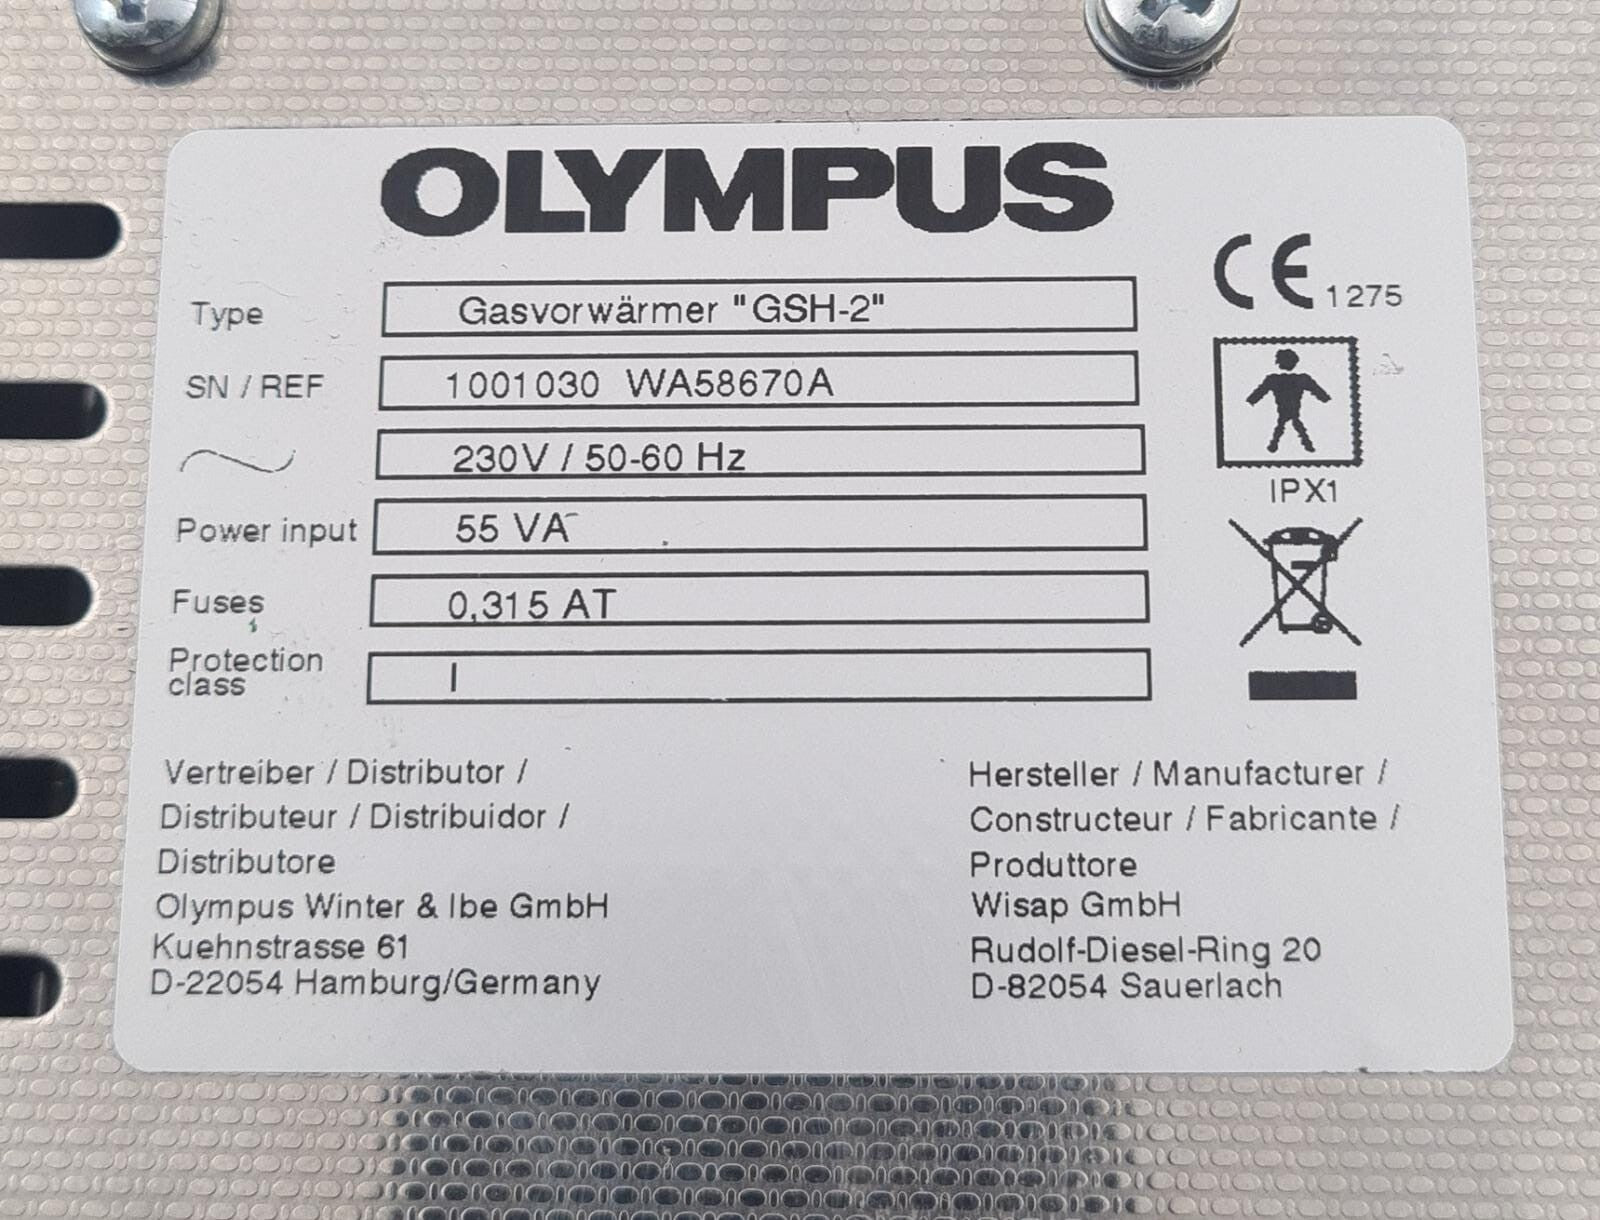 OLYMPUS
Type Gasvorwärmer "GSH-2"
SN / REF 1001030 WA58670A
230V / 50-60 Hz
Power input 55 VA
Fuses 0,315 AT
Protection
class I
CE 1275
IPX1
Vertreiber / Distributor /
Distributeur / Distribuidor /
Distributore
Olympus Winter & Ibe GmbH
Kuehnstrasse 61
D-22054 Hamburg/Germany
Hersteller / Manufacturer /
Constructeur / Fabricante /
Produttore
Wisap GmbH
Rudolf-Diesel-Ring 20
D-82054 Sauerlach